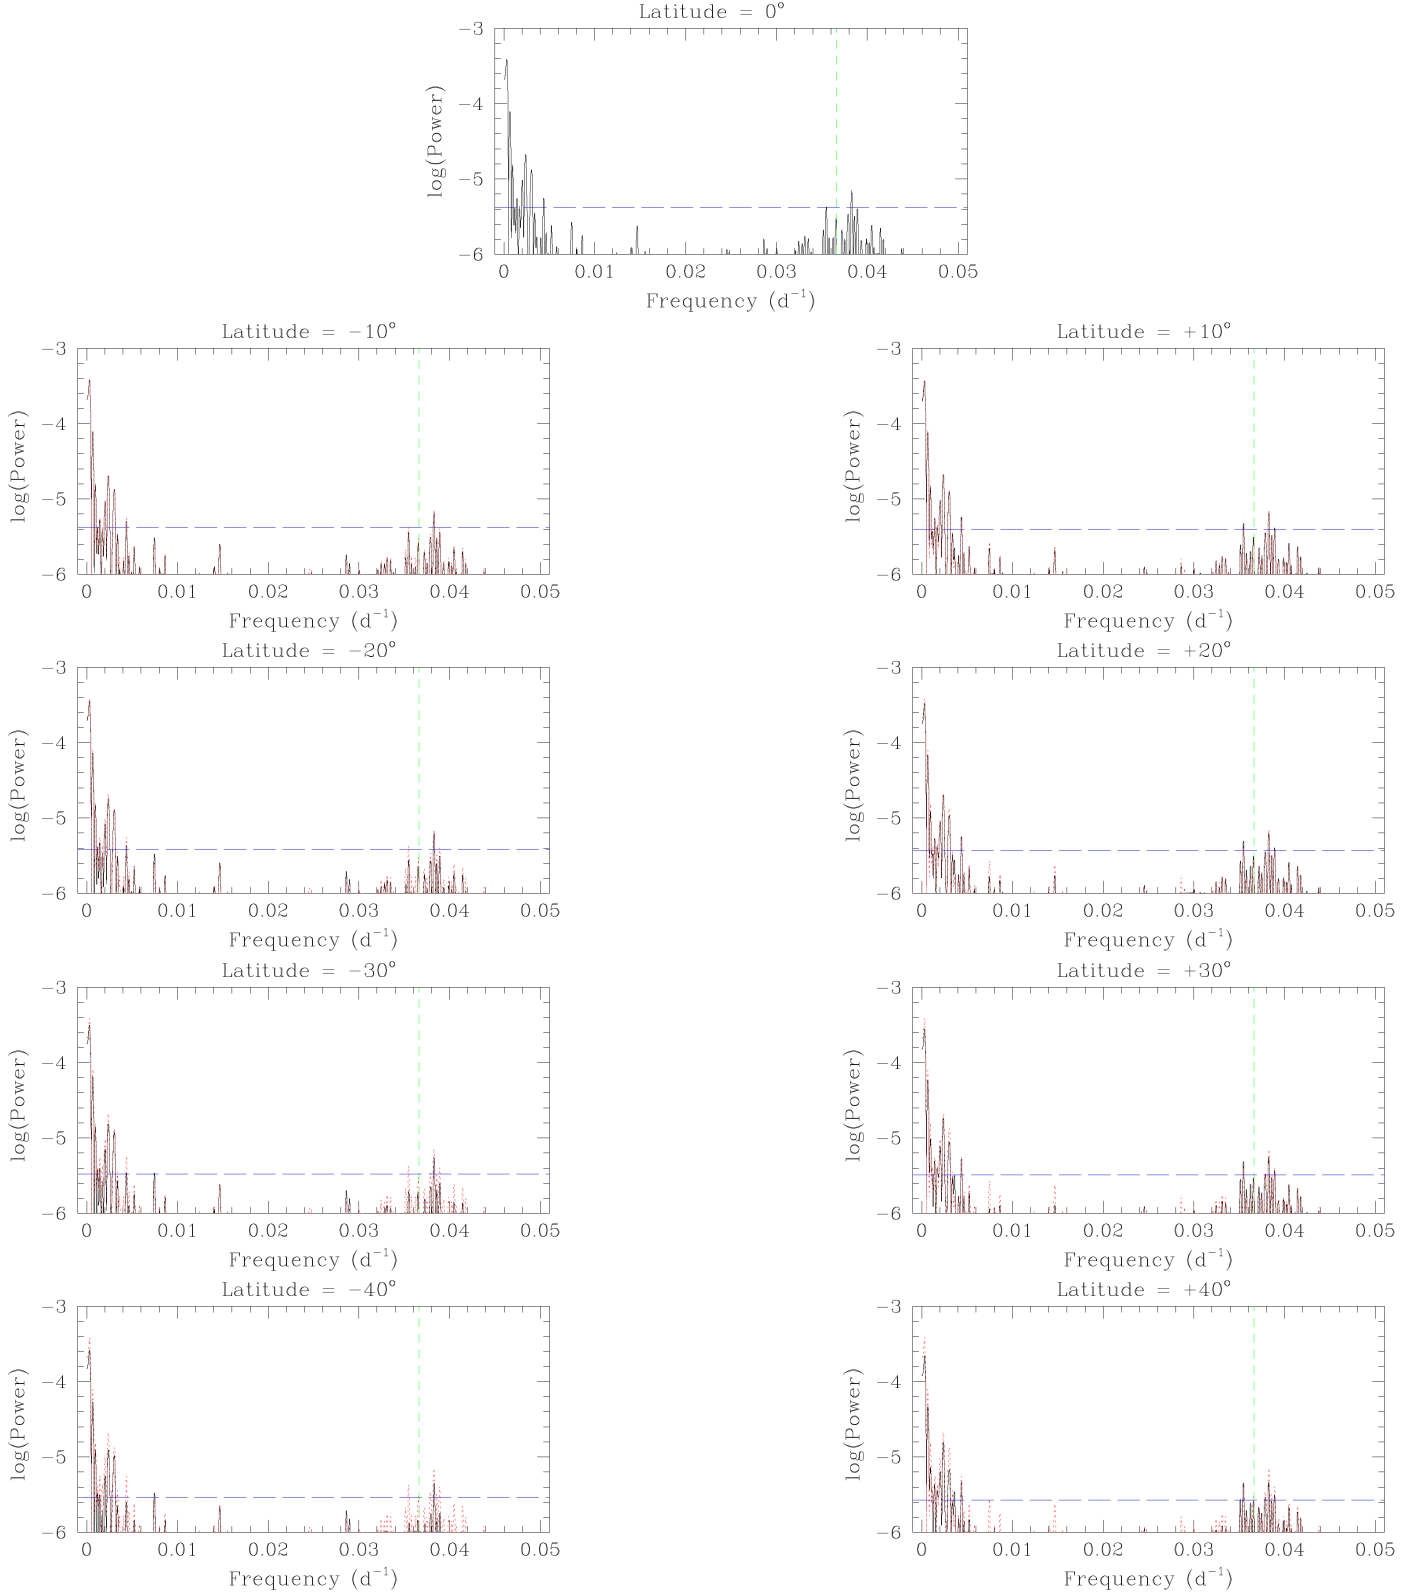 Latitude = 0°
−3
−4
−5
−6
log(Power)
0 0.01 0.02 0.03 0.04 0.05
Frequency (d⁻¹)
Latitude = −10°
−3
−4
−5
−6
log(Power)
0 0.01 0.02 0.03 0.04 0.05
Frequency (d⁻¹)
Latitude = +10°
−3
−4
−5
−6
log(Power)
0 0.01 0.02 0.03 0.04 0.05
Frequency (d⁻¹)
Latitude = −20°
−3
−4
−5
−6
log(Power)
0 0.01 0.02 0.03 0.04 0.05
Frequency (d⁻¹)
Latitude = +20°
−3
−4
−5
−6
log(Power)
0 0.01 0.02 0.03 0.04 0.05
Frequency (d⁻¹)
Latitude = −30°
−3
−4
−5
−6
log(Power)
0 0.01 0.02 0.03 0.04 0.05
Frequency (d⁻¹)
Latitude = +30°
−3
−4
−5
−6
log(Power)
0 0.01 0.02 0.03 0.04 0.05
Frequency (d⁻¹)
Latitude = −40°
−3
−4
−5
−6
log(Power)
0 0.01 0.02 0.03 0.04 0.05
Frequency (d⁻¹)
Latitude = +40°
−3
−4
−5
−6
log(Power)
0 0.01 0.02 0.03 0.04 0.05
Frequency (d⁻¹)